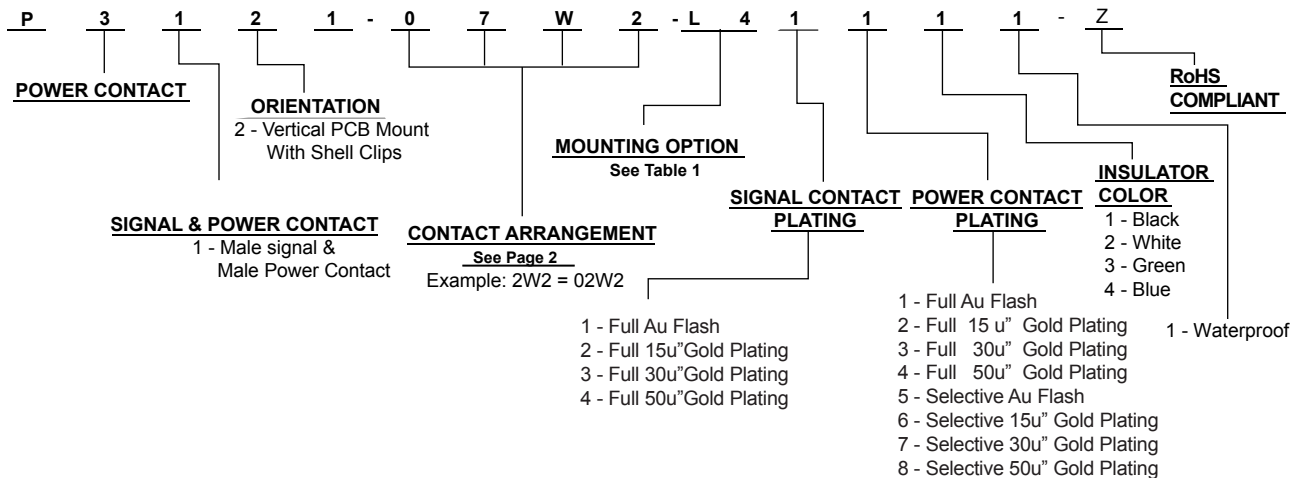 P 3 1 2 1 - 0 7 W 2 - L 4 1 1 1 1 - Z
POWER CONTACT
ORIENTATION
2 - Vertical PCB Mount
With Shell Clips
SIGNAL & POWER CONTACT
1 - Male signal &
Male Power Contact
CONTACT ARRANGEMENT
See Page 2
Example: 2W2 = 02W2
MOUNTING OPTION
See Table 1
SIGNAL CONTACT
PLATING
1 - Full Au Flash
2 - Full 15u”Gold Plating
3 - Full 30u”Gold Plating
4 - Full 50u”Gold Plating
POWER CONTACT
PLATING
1 - Full Au Flash
2 - Full 15 u” Gold Plating
3 - Full 30u” Gold Plating
4 - Full 50u” Gold Plating
5 - Selective Au Flash
6 - Selective 15u” Gold Plating
7 - Selective 30u” Gold Plating
8 - Selective 50u” Gold Plating
INSULATOR
COLOR
1 - Black
2 - White
3 - Green
4 - Blue
1 - Waterproof
RoHS
COMPLIANT